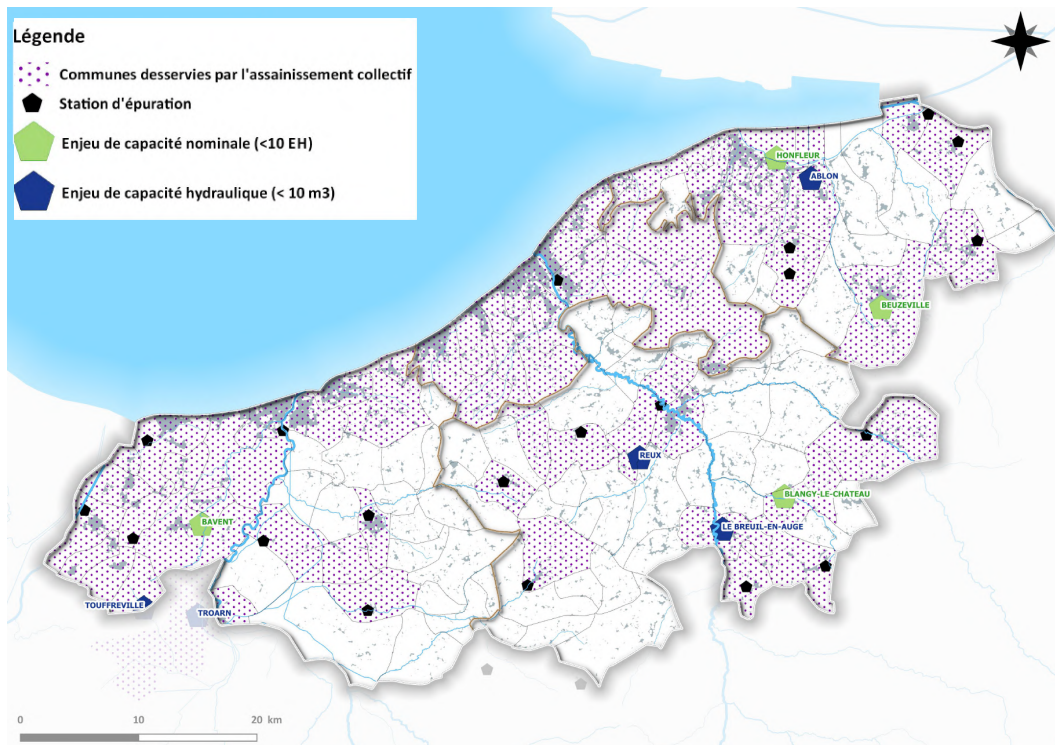 Légende
Communes desservies par l'assainissement collectif
Station d'épuration
Enjeu de capacité nominale (<10 EH)
Enjeu de capacité hydraulique (< 10 m3)
HONFLEUR
ABLON
BEUZEVILLE
REUX
BLANGY-LE-CHATEAU
BAVENT
LE BREUIL-EN-AUGE
TOUFFREVILLE
TROARN
0 10 20 km